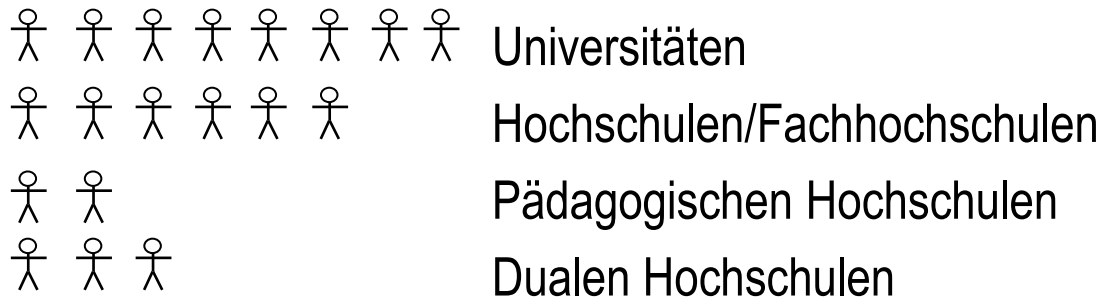 Universitäten
Hochschulen/Fachhochschulen
Pädagogischen Hochschulen
Dualen Hochschulen